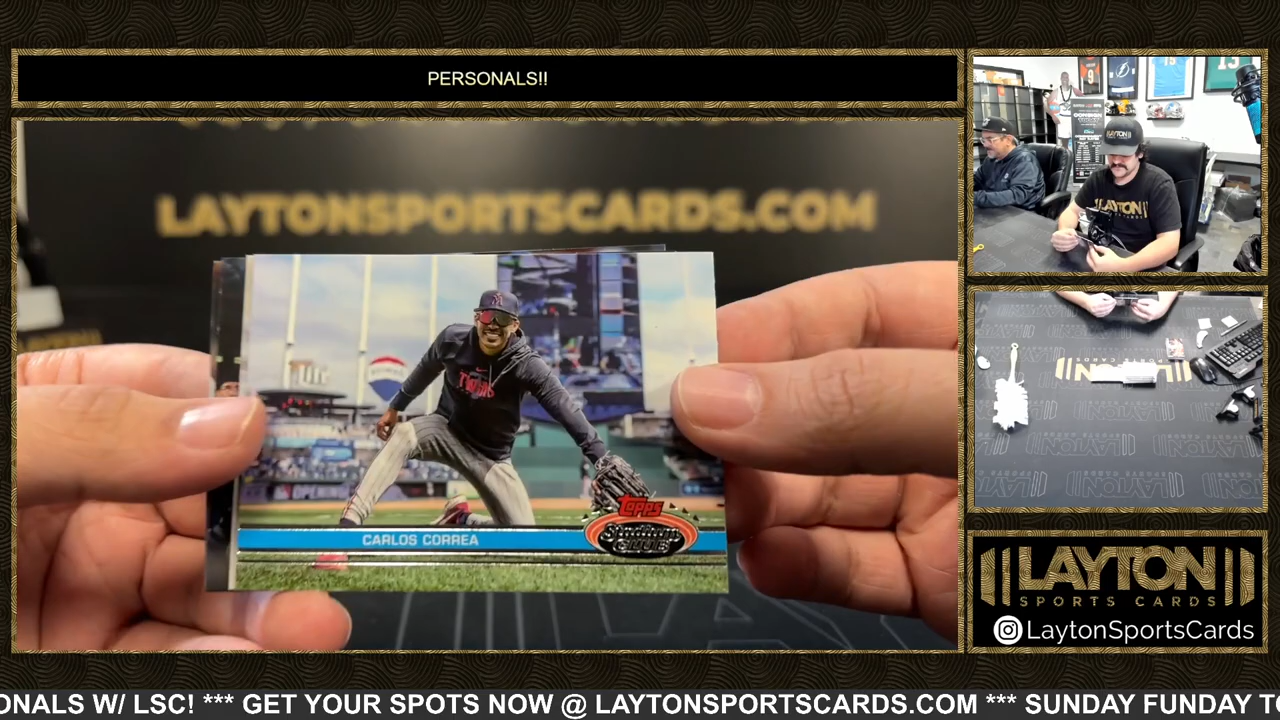 PERSONALS!!
LAYTONSPORTSCARDS.COM
TOPPS
Stadium
CLUB
CARLOS CORREA
LAYTON
SPORTS CARDS
LaytonSportsCards
ONALS W/ LSC! *** GET YOUR SPOTS NOW @ LAYTONSPORTSCARDS.COM *** SUNDAY FUNDAY T